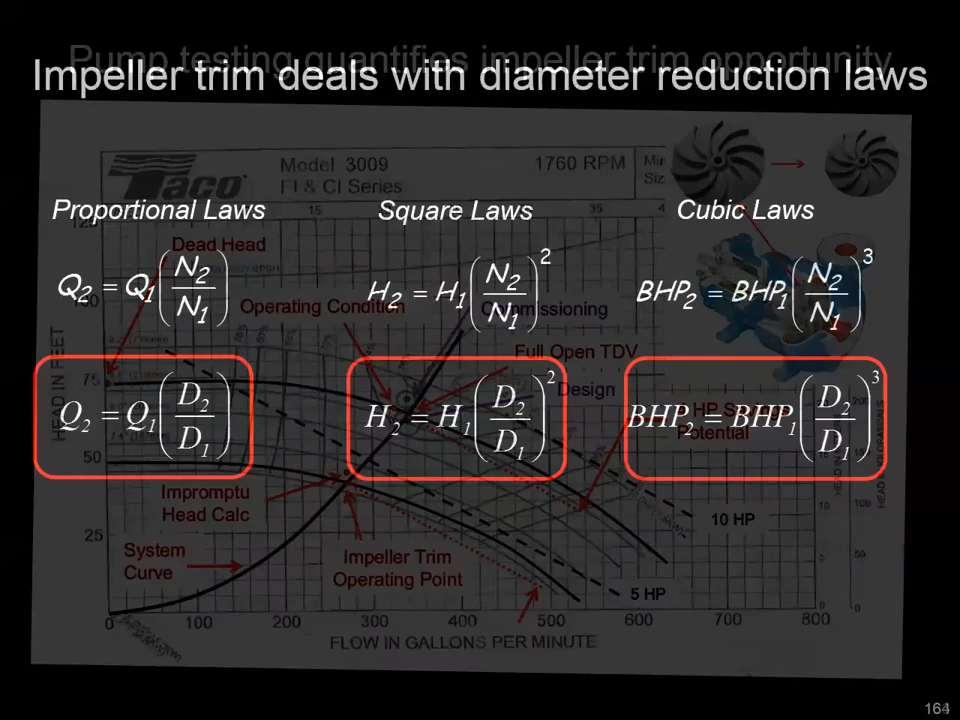 Pump testing quantifies impeller trim opportunity
Impeller trim deals with diameter reduction laws
Taco
Model 3009
FI & CI Series
1760 RPM
Proportional Laws
Square Laws
Cubic Laws
15
35
Dead Head
Q₂ = Q₁ (N₂/N₁)
H₂ = H₁ (N₂/N₁)²
BHP₂ = BHP₁ (N₂/N₁)³
Operating Condition
Commissioning
Full Open TDV
Design
Q₂ = Q₁ (D₂/D₁)
H₂ = H₁ (D₂/D₁)²
BHP₂ = BHP₁ (D₂/D₁)³
HP Savings
Potential
HEAD IN FEET
75
50
25
Impromptu
Head Calc
System
Curve
Impeller Trim
Operating Point
10 HP
5 HP
0
100
200
300
400
500
600
700
800
FLOW IN GALLONS PER MINUTE